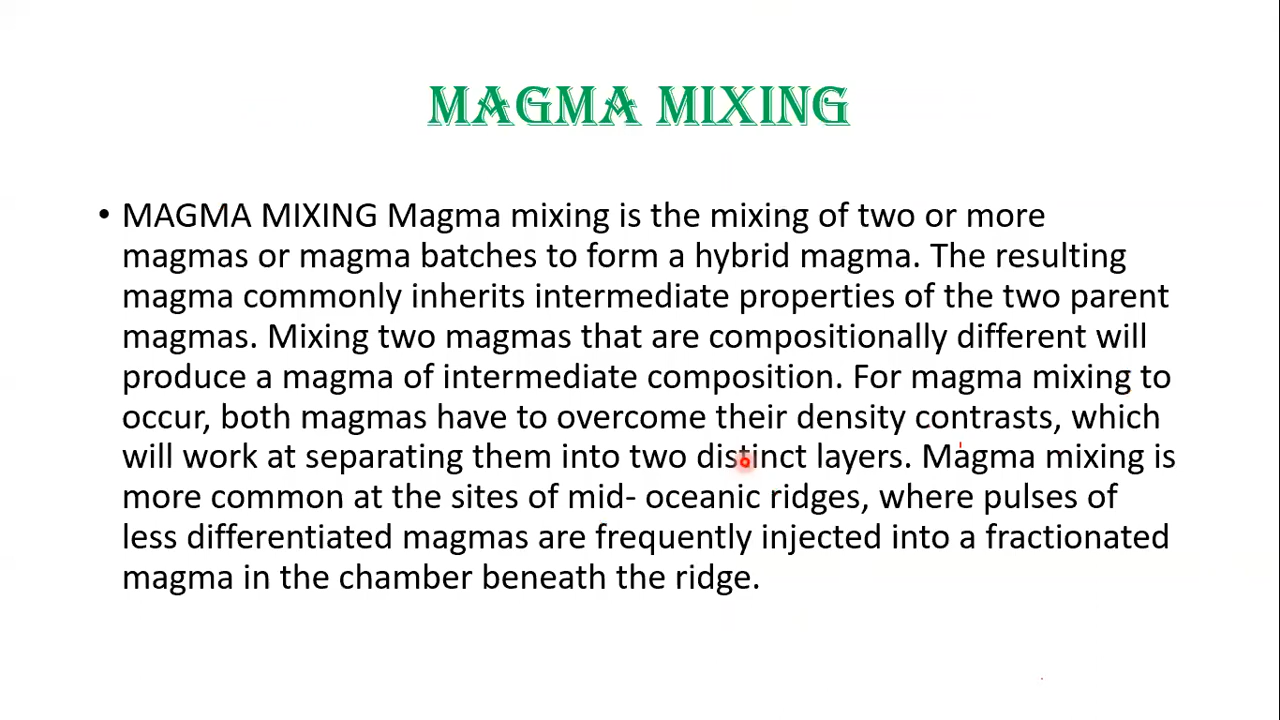 MAGMA MIXING
• MAGMA MIXING Magma mixing is the mixing of two or more
magmas or magma batches to form a hybrid magma. The resulting
magma commonly inherits intermediate properties of the two parent
magmas. Mixing two magmas that are compositionally different will
produce a magma of intermediate composition. For magma mixing to
occur, both magmas have to overcome their density contrasts, which
will work at separating them into two distinct layers. Magma mixing is
more common at the sites of mid- oceanic ridges, where pulses of
less differentiated magmas are frequently injected into a fractionated
magma in the chamber beneath the ridge.